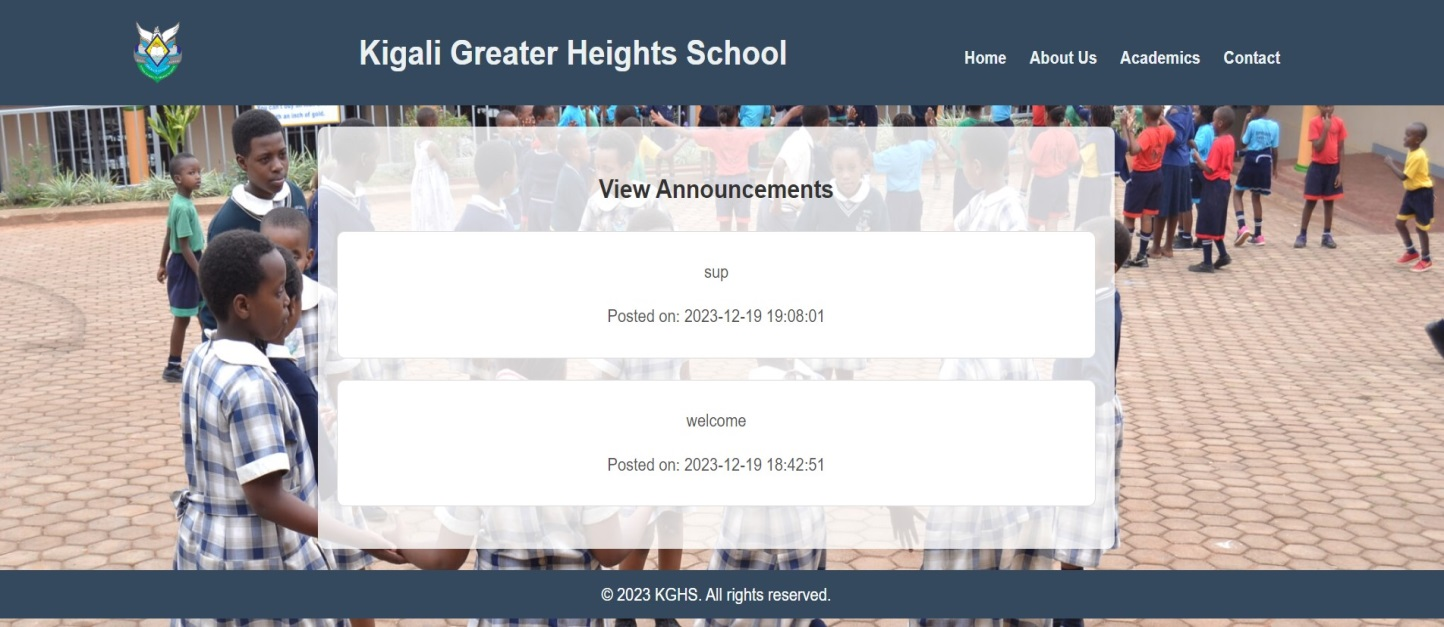 Kigali Greater Heights School
Home About Us Academics Contact
View Announcements
sup
Posted on: 2023-12-19 19:08:01
welcome
Posted on: 2023-12-19 18:42:51
© 2023 KGHS. All rights reserved.